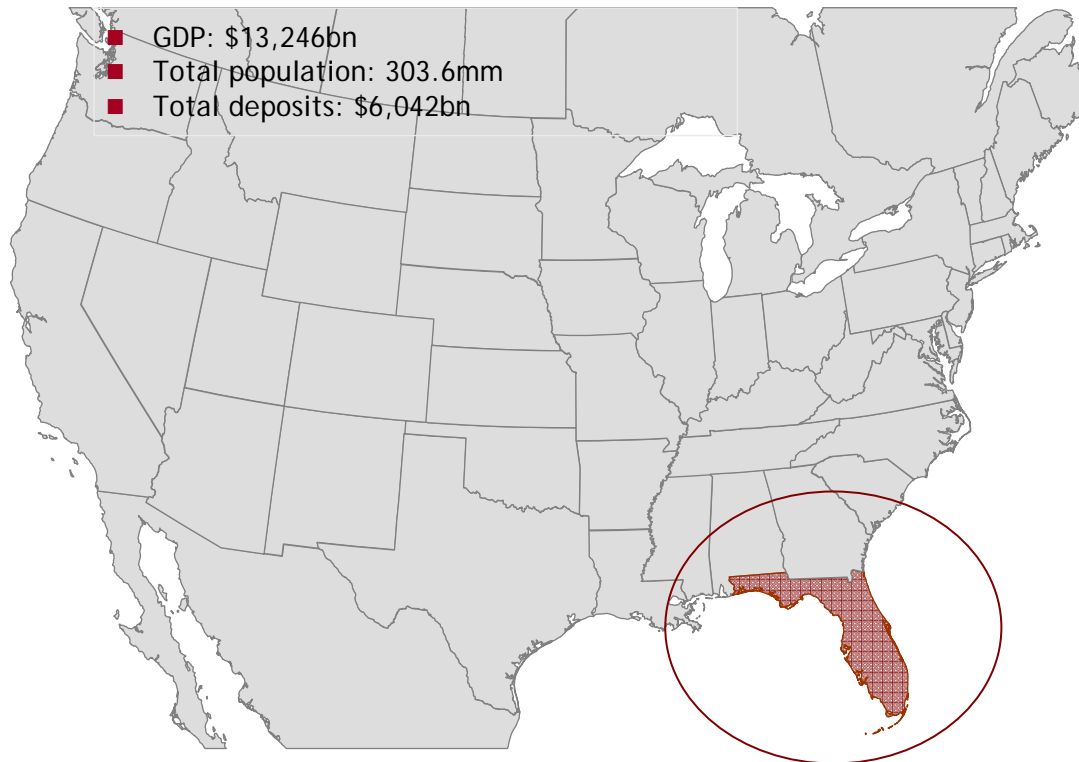 ■ GDP: $13,246bn
■ Total population: 303.6mm
■ Total deposits: $6,042bn